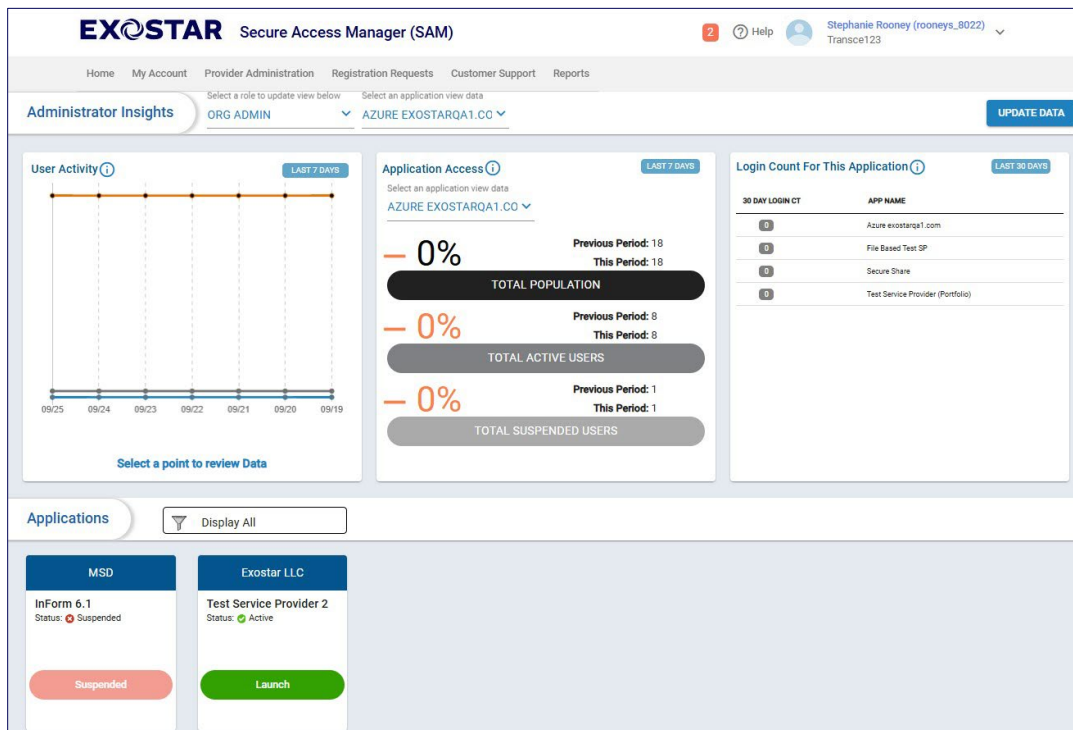 EXOSTAR Secure Access Manager (SAM)
2 Help Stephanie Rooney (rooneys_8022)
Transce123
Home My Account Provider Administration Registration Requests Customer Support Reports
Administrator Insights
Select a role to update view below
ORG ADMIN
Select an application view data
AZURE EXOSTARQA1.CO
UPDATE DATA
User Activity LAST 7 DAYS
09/25 09/24 09/23 09/22 09/21 09/20 09/19
Select a point to review Data
Application Access LAST 7 DAYS
Select an application view data
AZURE EXOSTARQA1.CO
– 0%
Previous Period: 18
This Period: 18
TOTAL POPULATION
– 0%
Previous Period: 8
This Period: 8
TOTAL ACTIVE USERS
– 0%
Previous Period: 1
This Period: 1
TOTAL SUSPENDED USERS
Login Count For This Application LAST 30 DAYS
30 DAY LOGIN CT APP NAME
0 Azure exostarqa1.com
0 File Based Test SP
0 Secure Share
0 Test Service Provider (Portfolio)
Applications
Display All
MSD
InForm 6.1
Status: Suspended
Suspended
Exostar LLC
Test Service Provider 2
Status: Active
Launch